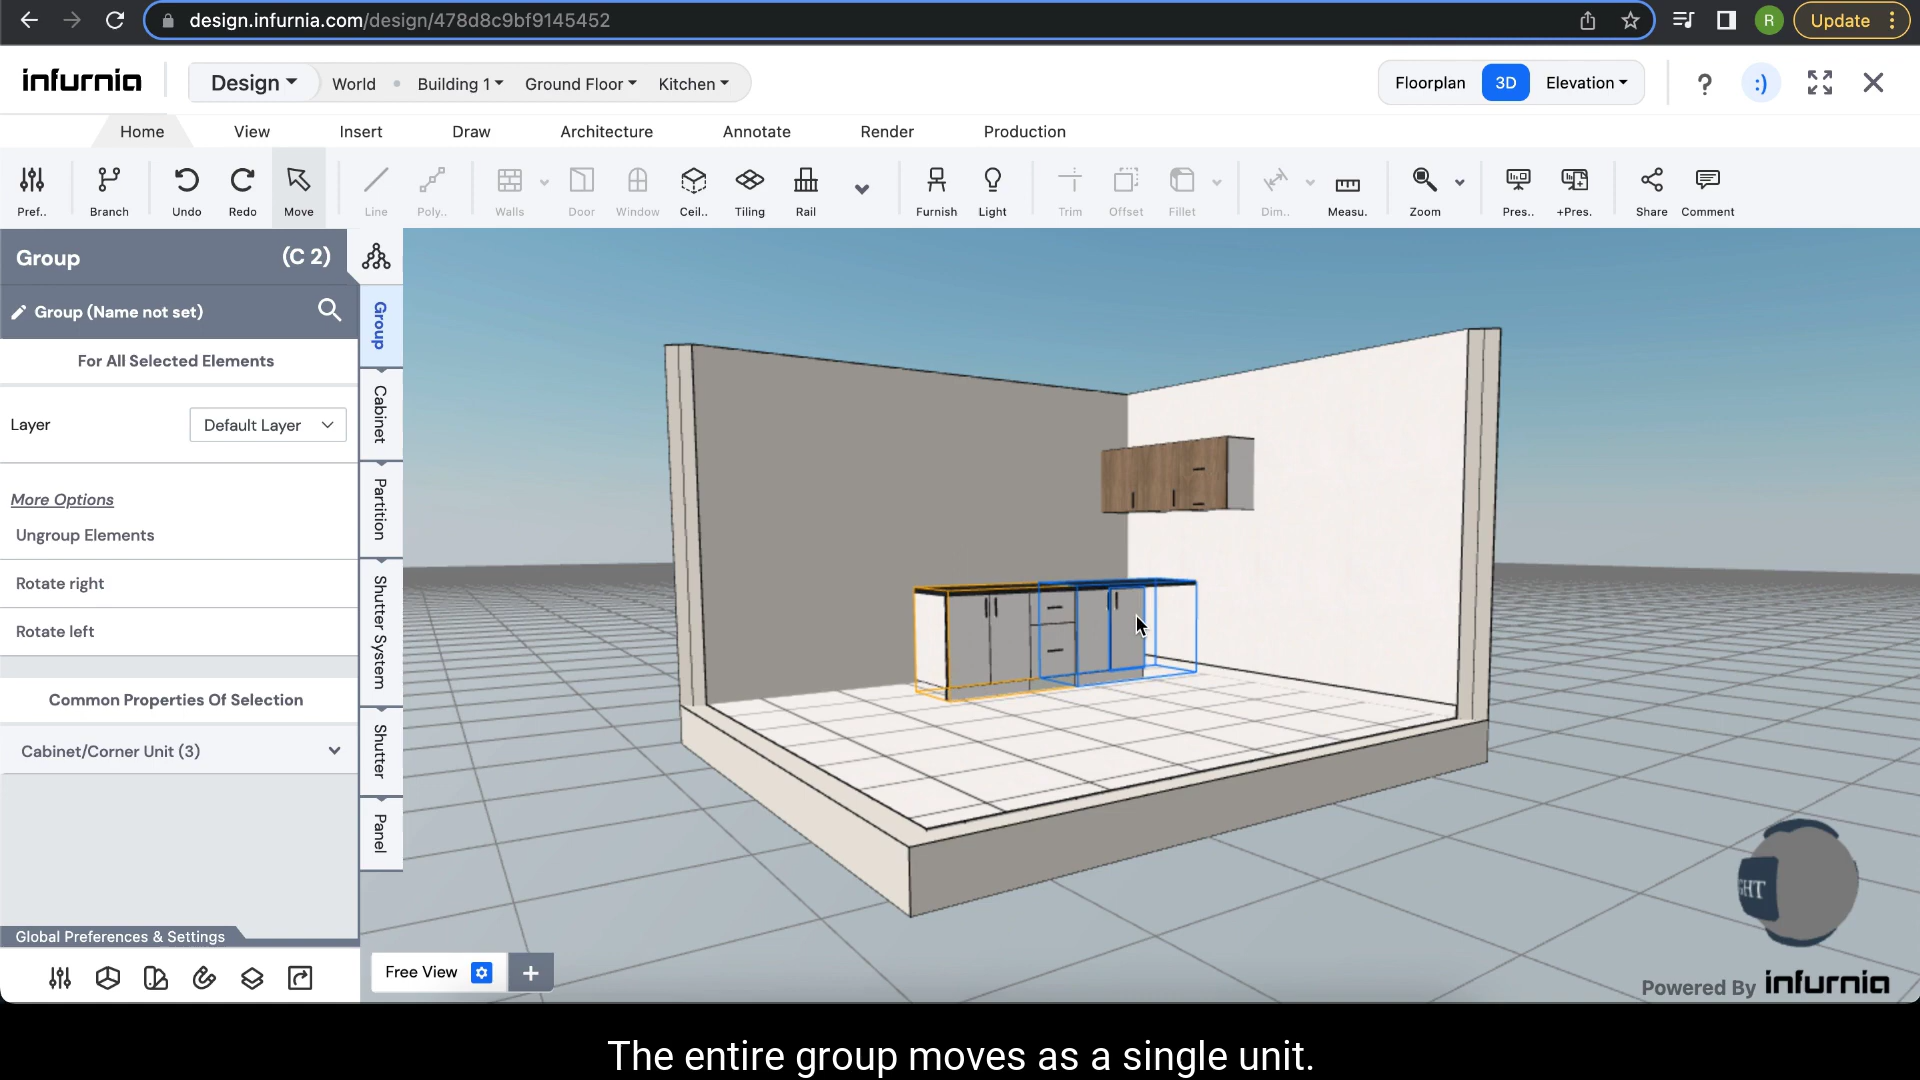 design.infurnia.com/design/478d8c9bf9145452
R
Update
infurnia
Design
World
Building 1
Ground Floor
Kitchen
Floorplan
3D
Elevation
?
:)
Home
View
Insert
Draw
Architecture
Annotate
Render
Production
Pref..
Branch
Undo
Redo
Move
Line
Poly..
Walls
Door
Window
Ceil..
Tiling
Rail
Furnish
Light
Trim
Offset
Fillet
Dim..
Measu.
Zoom
Pres..
+Pres.
Share
Comment
Group
(C 2)
Group (Name not set)
For All Selected Elements
Layer
Default Layer
More Options
Ungroup Elements
Rotate right
Rotate left
Common Properties Of Selection
Cabinet/Corner Unit (3)
Global Preferences & Settings
Group
Cabinet
Partition
Shutter System
Shutter
Panel
Free View
+
GHT
Powered By infurnia
The entire group moves as a single unit.